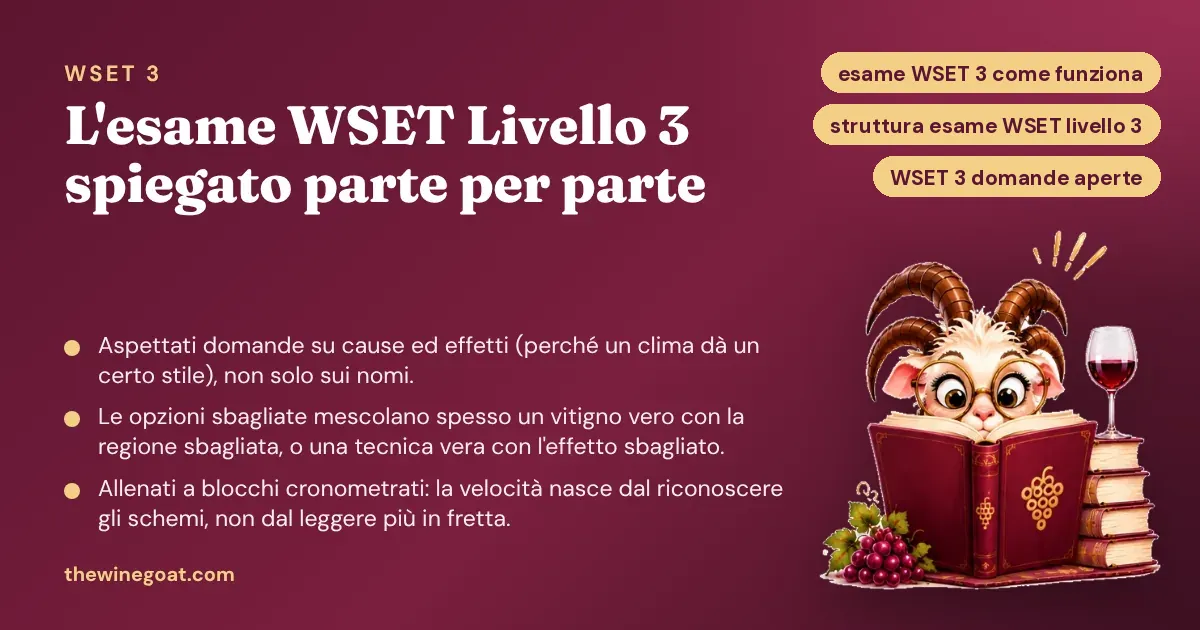 WSET 3
L'esame WSET Livello 3
spiegato parte per parte
esame WSET 3 come funziona
struttura esame WSET livello 3
WSET 3 domande aperte
Aspettati domande su cause ed effetti (perché un clima dà un
certo stile), non solo sui nomi.
Le opzioni sbagliate mescolano spesso un vitigno vero con la
regione sbagliata, o una tecnica vera con l'effetto sbagliato.
Allenati a blocchi cronometrati: la velocità nasce dal riconoscere
gli schemi, non dal leggere più in fretta.
thewinegoat.com